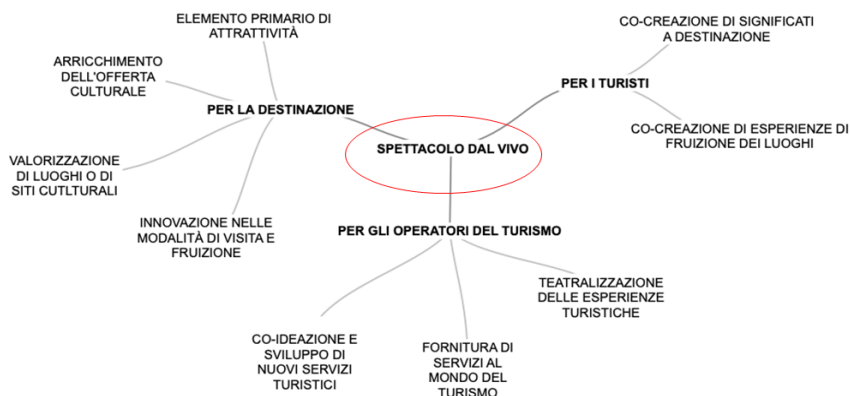 ELEMENTO PRIMARIO DI
ATTRATTIVITÀ
ARRICCHIMENTO
DELL'OFFERTA
CULTURALE
PER LA DESTINAZIONE
VALORIZZAZIONE
DI LUOGHI O DI
SITI CUTLTURALI
INNOVAZIONE NELLE
MODALITÀ DI VISITA E
FRUIZIONE
SPETTACOLO DAL VIVO
CO-CREAZIONE DI SIGNIFICATI
A DESTINAZIONE
PER I TURISTI
CO-CREAZIONE DI ESPERIENZE DI
FRUIZIONE DEI LUOGHI
PER GLI OPERATORI DEL TURISMO
CO-IDEAZIONE E
SVILUPPO DI
NUOVI SERVIZI
TURISTICI
FORNITURA DI
SERVIZI AL
MONDO DEL
TURISMO
TEATRALIZZAZIONE
DELLE ESPERIENZE
TURISTICHE